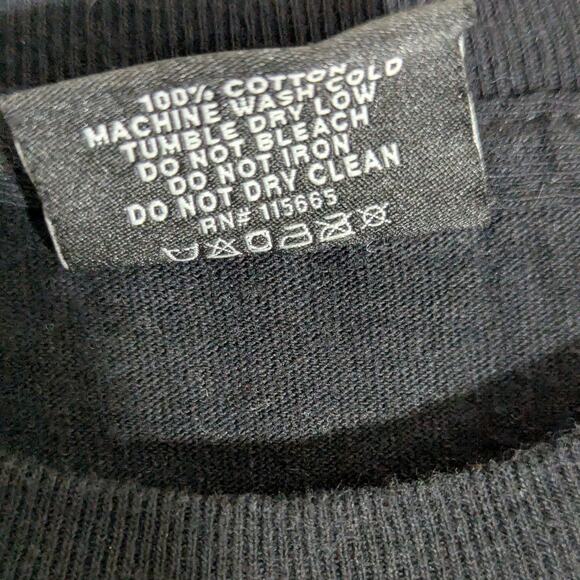 100% COTTON
MACHINE WASH COLD
TUMBLE DRY LOW
DO NOT BLEACH
DO NOT IRON
DO NOT DRY CLEAN
RN# 115665